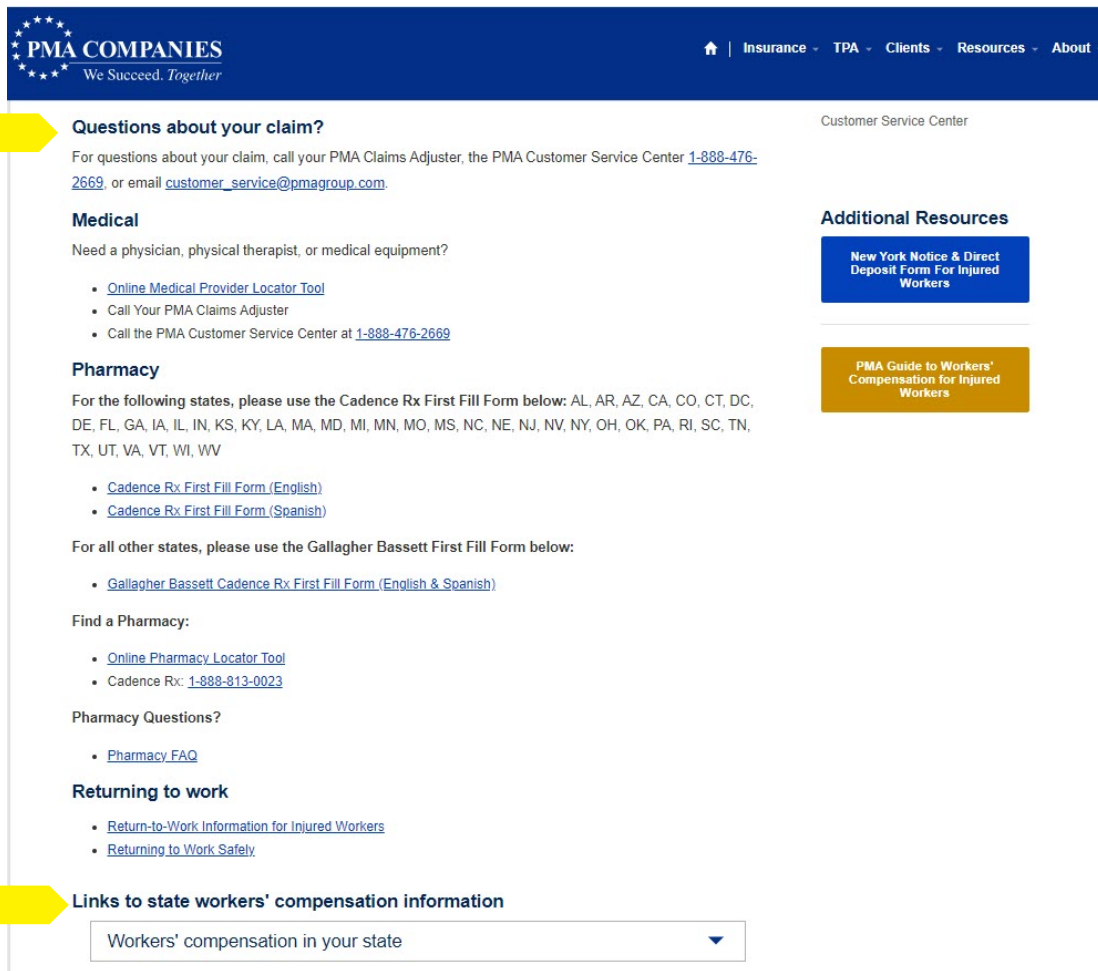 PMA COMPANIES
We Succeed. Together
Insurance
TPA
Clients
Resources
About
Questions about your claim?
For questions about your claim, call your PMA Claims Adjuster, the PMA Customer Service Center 1-888-476-
2669, or email customer_service@pmagroup.com.
Medical
Need a physician, physical therapist, or medical equipment?
• Online Medical Provider Locator Tool
• Call Your PMA Claims Adjuster
• Call the PMA Customer Service Center at 1-888-476-2669
Pharmacy
For the following states, please use the Cadence Rx First Fill Form below: AL, AR, AZ, CA, CO, CT, DC,
DE, FL, GA, IA, IL, IN, KS, KY, LA, MA, MD, MI, MN, MO, MS, NC, NE, NJ, NV, NY, OH, OK, PA, RI, SC, TN,
TX, UT, VA, VT, WI, WV
• Cadence Rx First Fill Form (English)
• Cadence Rx First Fill Form (Spanish)
For all other states, please use the Gallagher Bassett First Fill Form below:
• Gallagher Bassett Cadence Rx First Fill Form (English & Spanish)
Find a Pharmacy:
• Online Pharmacy Locator Tool
• Cadence Rx: 1-888-813-0023
Pharmacy Questions?
• Pharmacy FAQ
Returning to work
• Return-to-Work Information for Injured Workers
• Returning to Work Safely
Links to state workers' compensation information
Workers' compensation in your state
Customer Service Center
Additional Resources
New York Notice & Direct
Deposit Form For Injured
Workers
PMA Guide to Workers'
Compensation for Injured
Workers